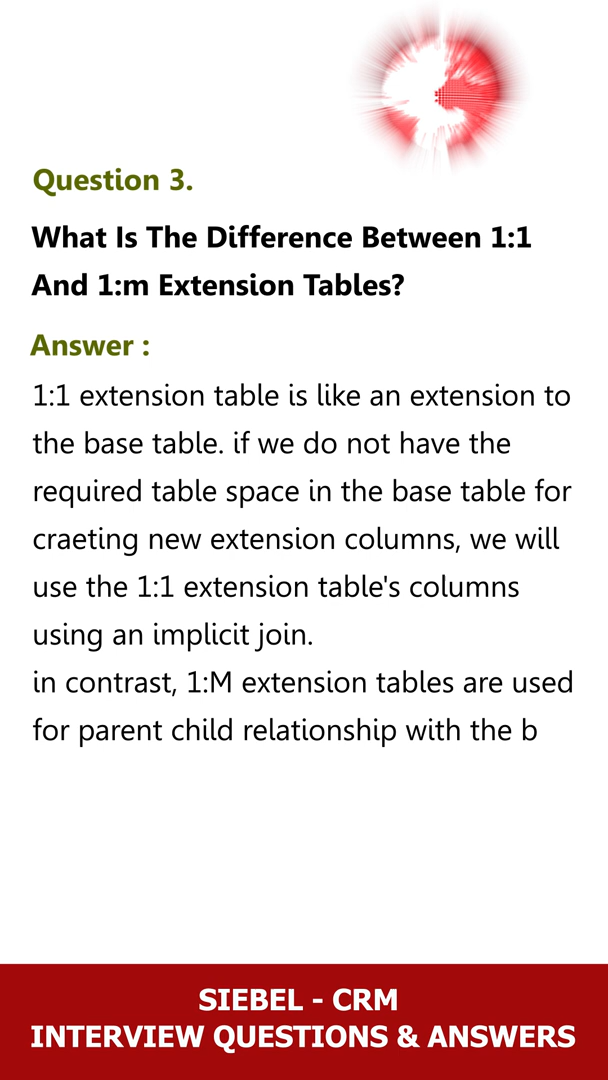 Question 3.
What Is The Difference Between 1:1
And 1:m Extension Tables?
Answer :
1:1 extension table is like an extension to
the base table. if we do not have the
required table space in the base table for
craeting new extension columns, we will
use the 1:1 extension table's columns
using an implicit join.
in contrast, 1:M extension tables are used
for parent child relationship with the b
SIEBEL - CRM
INTERVIEW QUESTIONS & ANSWERS